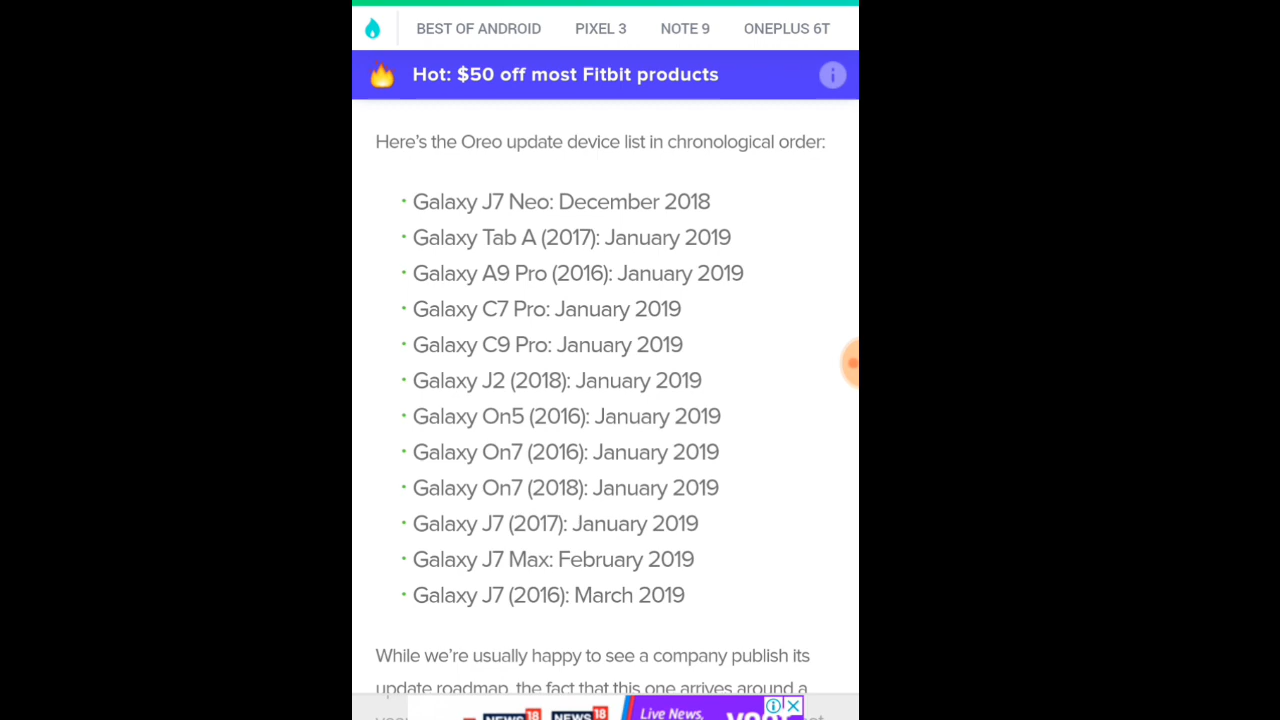 BEST OF ANDROID PIXEL 3 NOTE 9 ONEPLUS 6T
Hot: $50 off most Fitbit products
Here's the Oreo update device list in chronological order:
• Galaxy J7 Neo: December 2018
• Galaxy Tab A (2017): January 2019
• Galaxy A9 Pro (2016): January 2019
• Galaxy C7 Pro: January 2019
• Galaxy C9 Pro: January 2019
• Galaxy J2 (2018): January 2019
• Galaxy On5 (2016): January 2019
• Galaxy On7 (2016): January 2019
• Galaxy On7 (2018): January 2019
• Galaxy J7 (2017): January 2019
• Galaxy J7 Max: February 2019
• Galaxy J7 (2016): March 2019
While we're usually happy to see a company publish its
update roadmap, the fact that this one arrives around a
NEWS 18 NEWS 18 Live News,